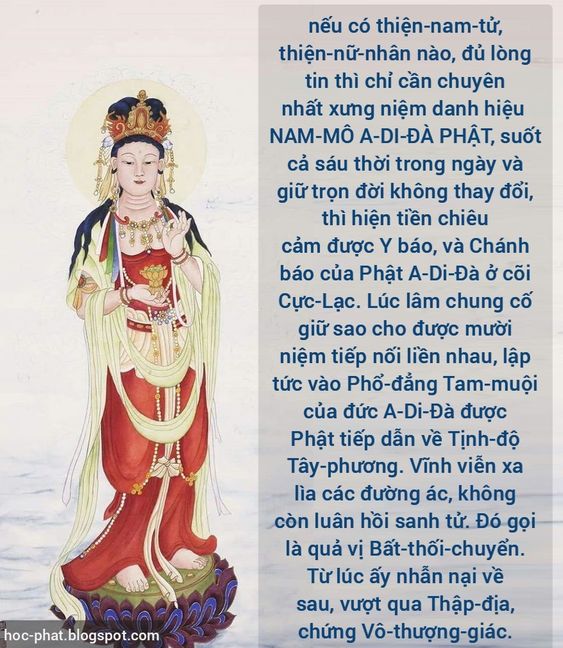 nếu có thiện-nam-tử,
thiện-nữ-nhân nào, đủ lòng
tin thì chỉ cần chuyên
nhất xưng niệm danh hiệu
NAM-MÔ A-DI-ĐÀ PHẬT, suốt
cả sáu thời trong ngày và
giữ trọn đời không thay đổi,
thì hiện tiền chiêu
cảm được Y báo, và Chánh
báo của Phật A-Di-Đà ở cõi
Cực-Lạc. Lúc lâm chung cố
giữ sao cho được mười
niệm tiếp nối liền nhau, lập
tức vào Phổ-đẳng Tam-muội
của đức A-Di-Đà được
Phật tiếp dẫn về Tịnh-độ
Tây-phương. Vĩnh viễn xa
lìa các đường ác, không
còn luân hồi sanh tử. Đó gọi
là quả vị Bất-thối-chuyển.
Từ lúc ấy nhẫn nại về
sau, vượt qua Thập-địa,
chứng Vô-thượng-giác.
hoc-phat.blogspot.com